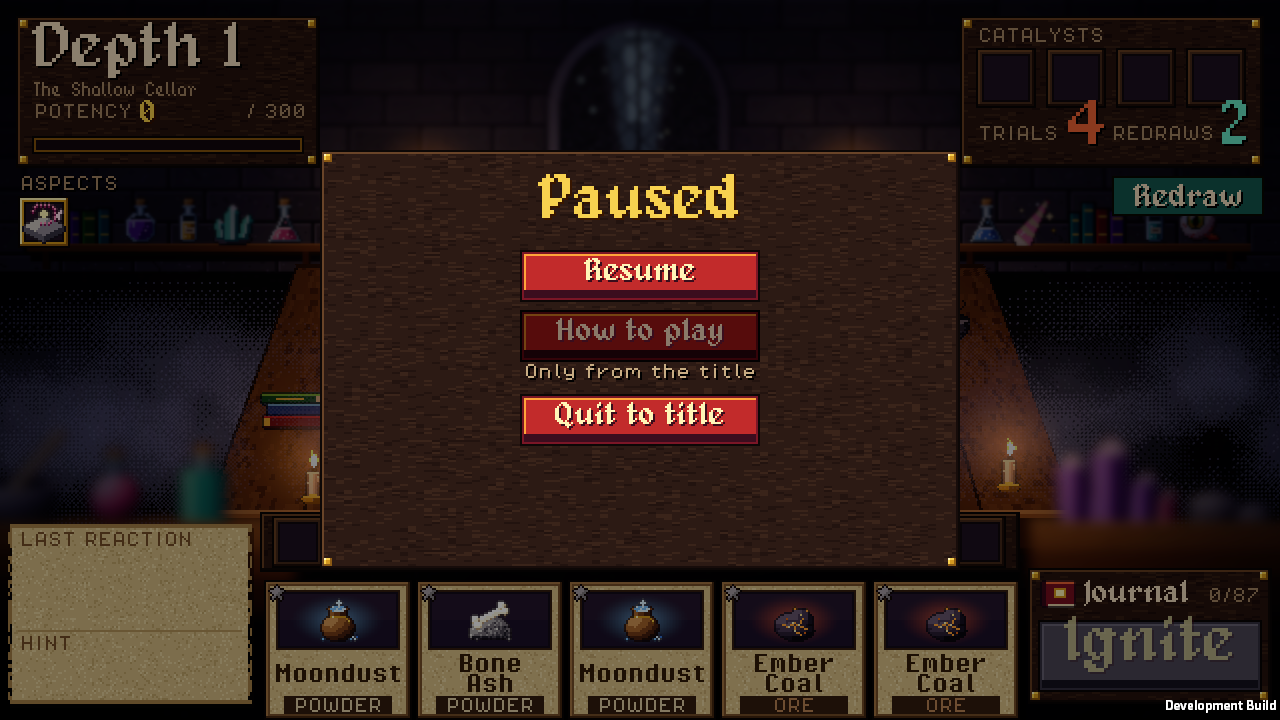 Depth 1
The Shallow Cellar
POTENCY 0 / 300
ASPECTS
CATALYSTS
TRIALS 4 REDRAWS 2
Redraw
Paused
Resume
How to play
Only from the title
Quit to title
LAST REACTION
HINT
Moondust
POWDER
Bone
Ash
POWDER
Moondust
POWDER
Ember
Coal
ORE
Ember
Coal
ORE
Journal 0/87
Ignite
Development Build